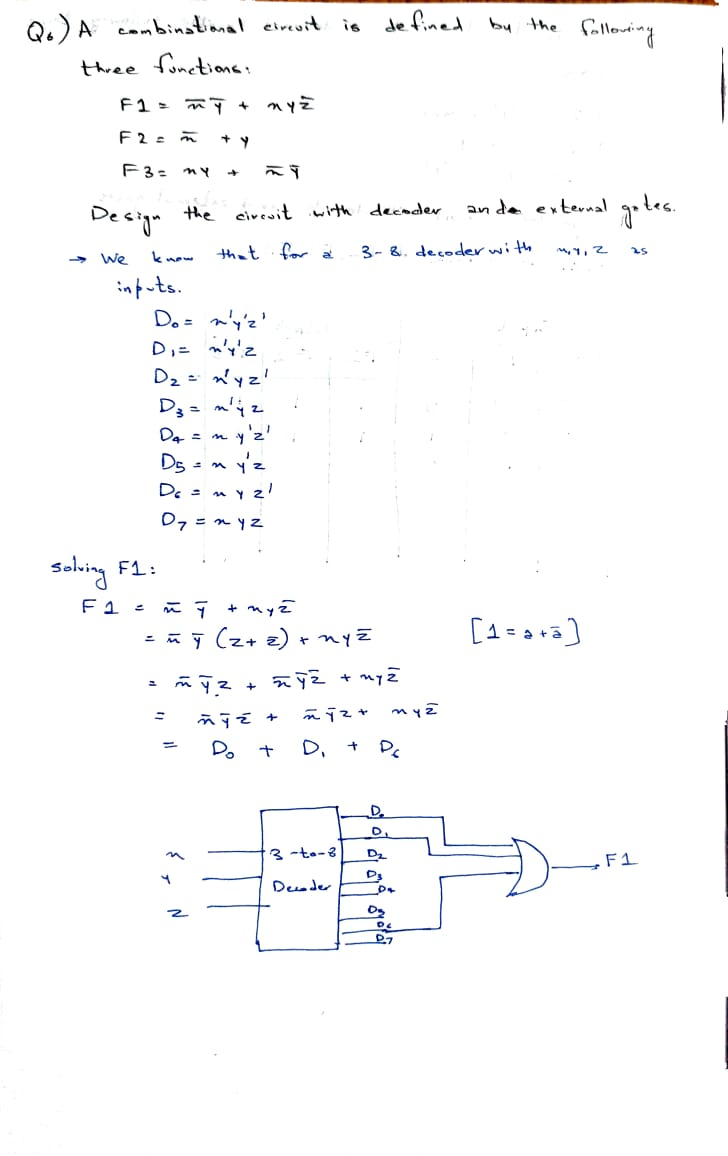 Q6) A combinational circuit is defined by the following
three functions:
F1 = x̄ ȳ + xyz̄
F2 = x̄ + y
F3 = xy + x̄ ȳ
Design the circuit with decoder and external gates.
→ We know that for a 3-8 decoder with x, y, z as
inputs.
D0 = x'y'z'
D1 = x'y'z
D2 = x'yz'
D3 = x'yz
D4 = xy'z'
D5 = xy'z
D6 = xyz'
D7 = xyz
Solving F1:
F1 = x̄ ȳ + xyz̄
= x̄ ȳ (z + z̄) + xyz̄ [1 = a + ā]
= x̄ȳz + x̄ȳz̄ + xyz̄
= x̄ȳz̄ + x̄ȳz + xyz̄
= D0 + D1 + D6
x
y
z
3-to-8
Decoder
D0
D1
D2
D3
D4
D5
D6
D7
F1